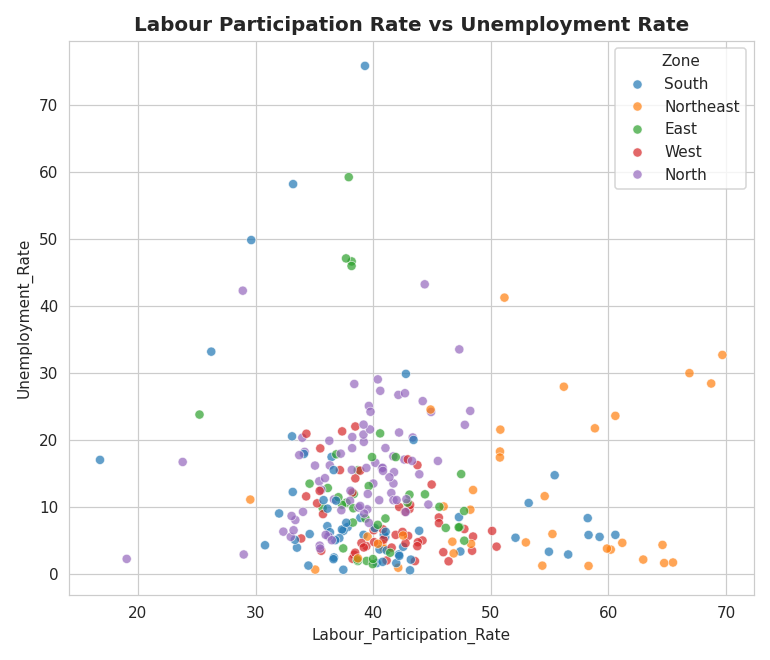 Labour Participation Rate vs Unemployment Rate
Zone
South
Northeast
East
West
North
Unemployment_Rate
70
60
50
40
30
20
10
0
20
30
40
50
60
70
Labour_Participation_Rate